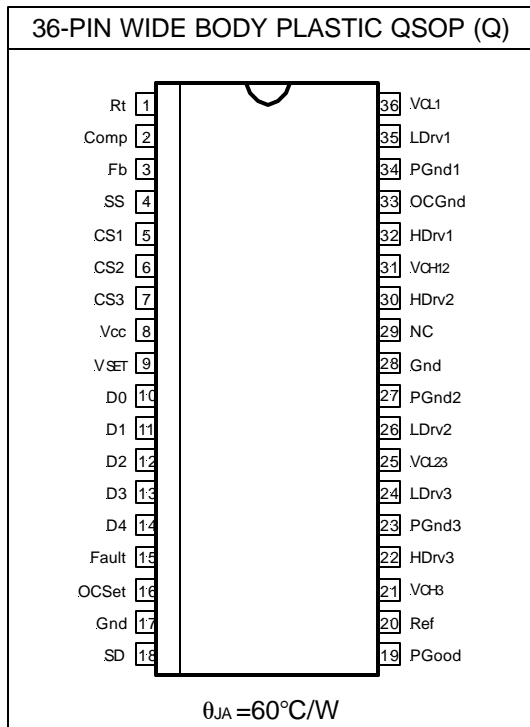 36-PIN WIDE BODY PLASTIC QSOP (Q)
Rt 1 36 VCL1
Comp 2 35 LDrv1
Fb 3 34 PGnd1
SS 4 33 OCGnd
CS1 5 32 HDrv1
CS2 6 31 VCH12
CS3 7 30 HDrv2
Vcc 8 29 NC
VSET 9 28 Gnd
D0 10 27 PGnd2
D1 11 26 LDrv2
D2 12 25 VCL23
D3 13 24 LDrv3
D4 14 23 PGnd3
Fault 15 22 HDrv3
OCSet 16 21 VCH3
Gnd 17 20 Ref
SD 18 19 PGood
θJA =60°C/W